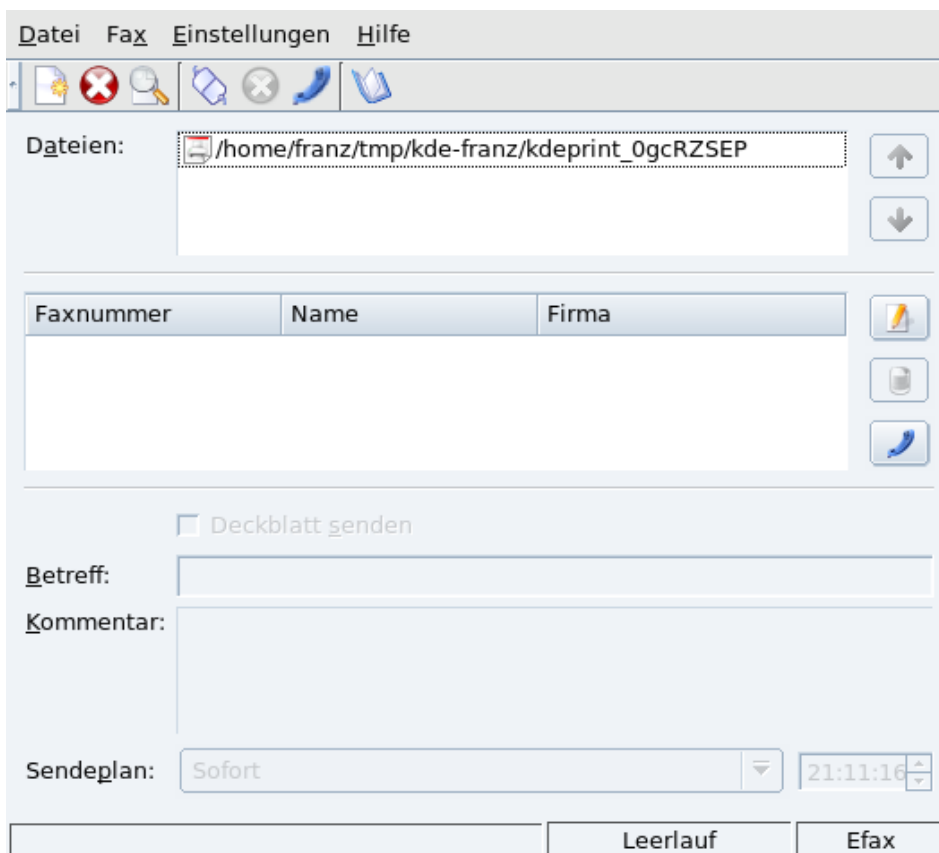 Datei Fax Einstellungen Hilfe
Dateien: /home/franz/tmp/kde-franz/kdeprint_0gcRZSEP
Faxnummer Name Firma
Deckblatt senden
Betreff:
Kommentar:
Sendeplan: Sofort 21:11:16
Leerlauf Efax